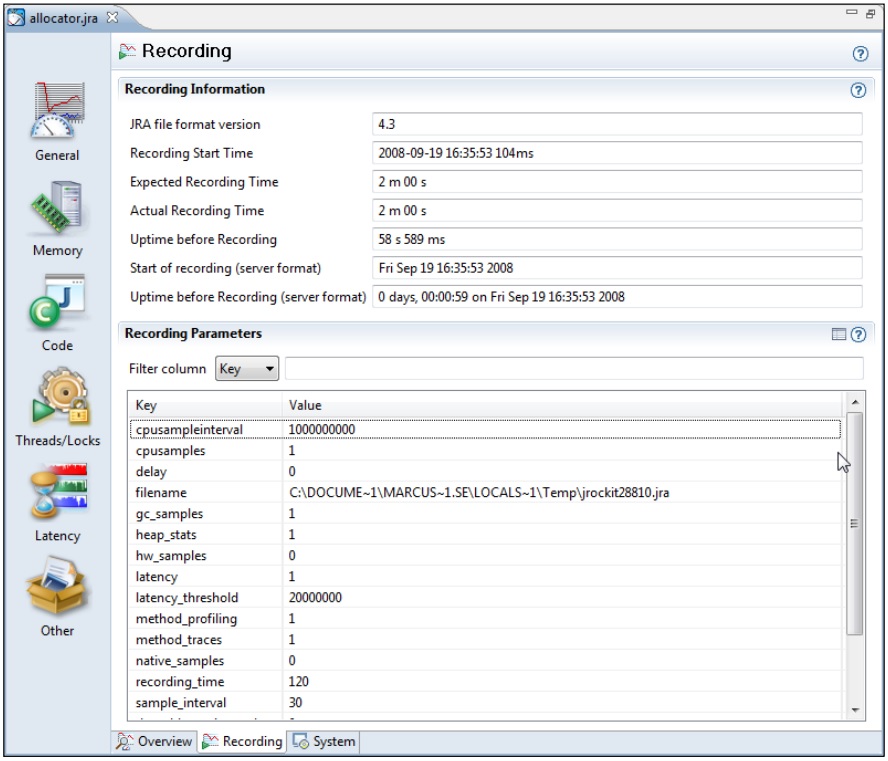 allocator.jra
General
Memory
Code
Threads/Locks
Latency
Other
Recording
Recording Information
JRA file format version 4.3
Recording Start Time 2008-09-19 16:35:53 104ms
Expected Recording Time 2 m 00 s
Actual Recording Time 2 m 00 s
Uptime before Recording 58 s 589 ms
Start of recording (server format) Fri Sep 19 16:35:53 2008
Uptime before Recording (server format) 0 days, 00:00:59 on Fri Sep 19 16:35:53 2008
Recording Parameters
Filter column Key
Key Value
cpusampleinterval 1000000000
cpusamples 1
delay 0
filename C:\DOCUME~1\MARCUS~1.SE\LOCALS~1\Temp\jrockit28810.jra
gc_samples 1
heap_stats 1
hw_samples 0
latency 1
latency_threshold 20000000
method_profiling 1
method_traces 1
native_samples 0
recording_time 120
sample_interval 30
Overview Recording System